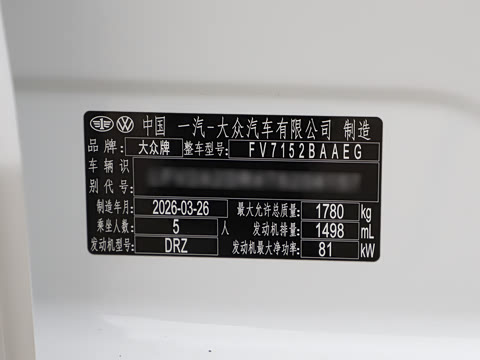 中国 一汽-大众汽车有限公司 制造
品牌: 大众牌 整车型号: FV7152BAAEG
车辆识
别代号:
制造年月: 2026-03-26 最大允许总质量: 1780 kg
乘坐人数: 5 人 发动机排量: 1498 mL
发动机型号: DRZ 发动机最大净功率: 81 kW